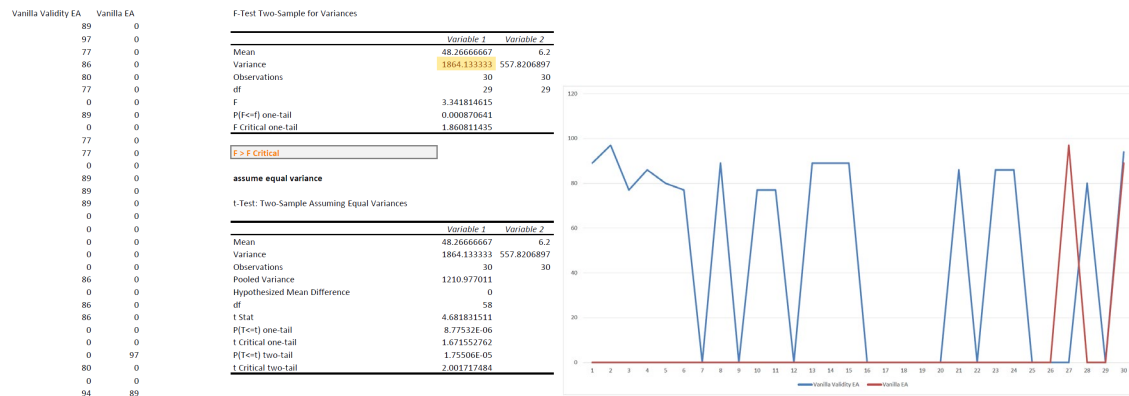 Vanilla Validity EA Vanilla EA
89 0
97 0
77 0
86 0
80 0
77 0
0 0
89 0
0 0
77 0
77 0
0 0
89 0
89 0
89 0
0 0
0 0
0 0
0 0
0 0
86 0
0 0
86 0
86 0
0 0
0 0
0 97
80 0
0 0
94 89
F-Test Two-Sample for Variances
Variable 1 Variable 2
Mean 48.26666667 6.2
Variance 1864.133333 557.8206897
Observations 30 30
df 29 29
F 3.341814615
P(F<=f) one-tail 0.000870641
F Critical one-tail 1.860811435
F > F Critical
assume equal variance
t-Test: Two-Sample Assuming Equal Variances
Variable 1 Variable 2
Mean 48.26666667 6.2
Variance 1864.133333 557.8206897
Observations 30 30
Pooled Variance 1210.977011
Hypothesized Mean Difference 0
df 58
t Stat 4.681831511
P(T<=t) one-tail 8.77532E-06
t Critical one-tail 1.671552762
P(T<=t) two-tail 1.75506E-05
t Critical two-tail 2.001717484
120
100
80
60
40
20
0
1 2 3 4 5 6 7 8 9 10 11 12 13 14 15 16 17 18 19 20 21 22 23 24 25 26 27 28 29 30
Vanilla Validity EA Vanilla EA